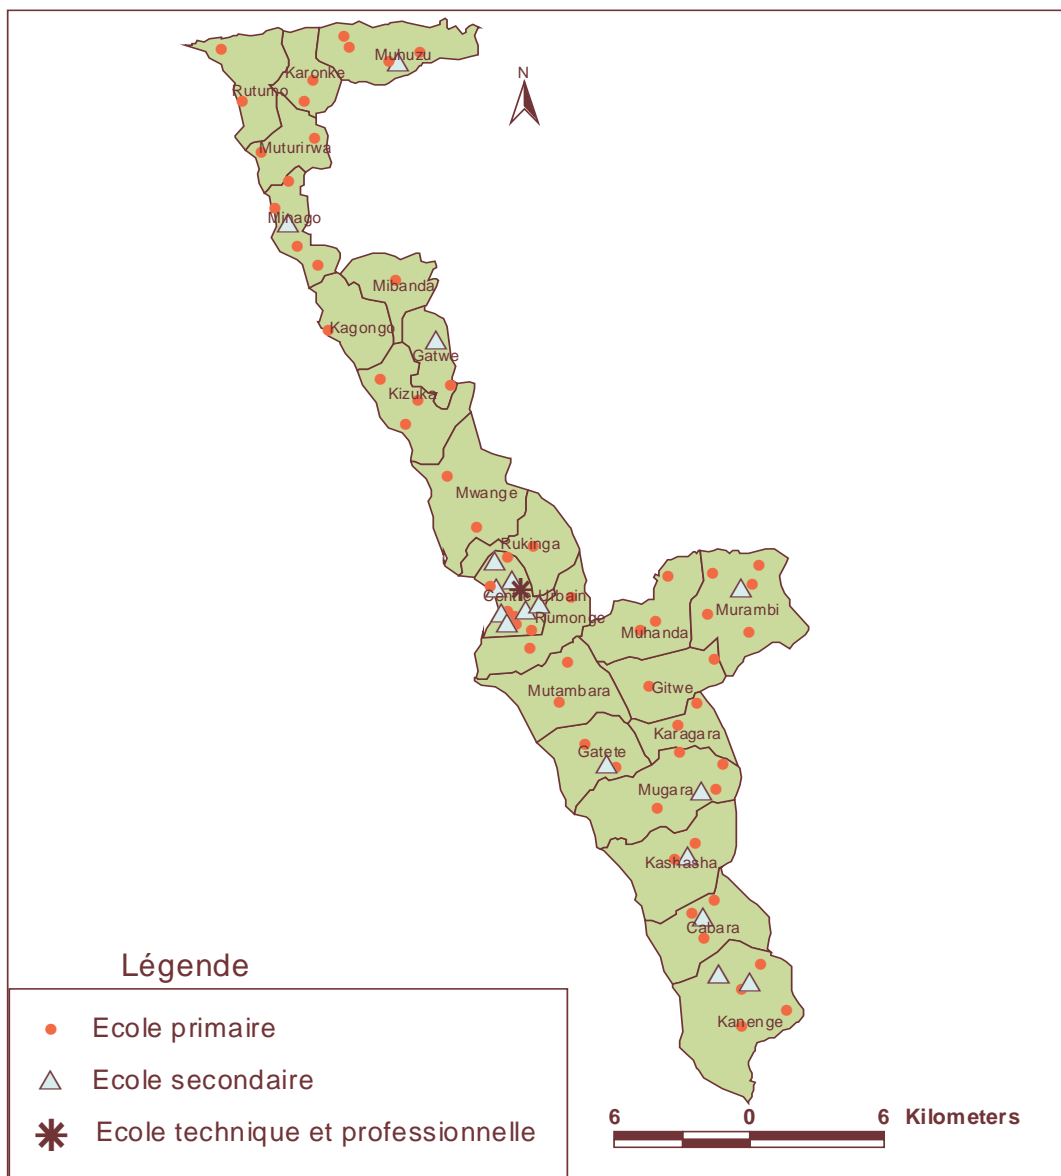 Muhuzu
N
Karonke
Rutumo
Muturirwa
Minago
Mibanda
Kagongo
Gatwe
Kizuka
Mwange
Rukinga
Centre Urbain
Rumonge
Muhanda
Murambi
Mutambara
Gitwe
Karagara
Gatete
Mugara
Kashasha
Cabara
Kanenge
Légende
Ecole primaire
Ecole secondaire
Ecole technique et professionnelle
6 0 6 Kilometers